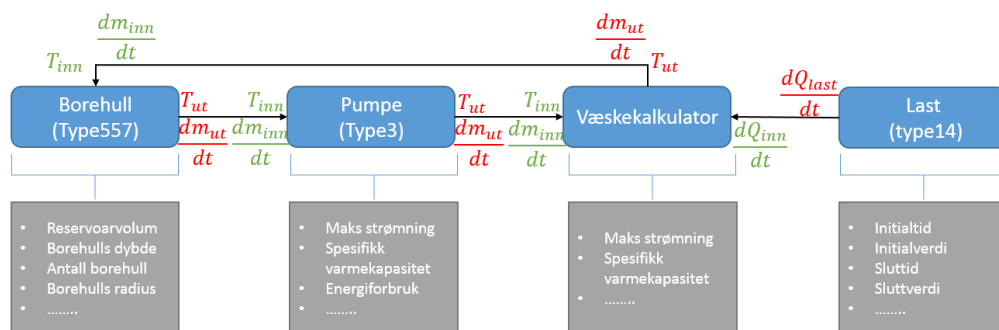 dm_inn/dt
dm_ut/dt
T_inn
T_ut
dQ_last/dt
Borehull
(Type557)
T_ut
dm_ut/dt
T_inn
dm_inn/dt
Pumpe
(Type3)
T_ut
dm_ut/dt
T_inn
dm_inn/dt
Væskekalkulator
dQ_inn/dt
Last
(type14)
• Reservoarvolum
• Borehulls dybde
• Antall borehull
• Borehulls radius
• ........
• Maks strømning
• Spesifikk
varmekapasitet
• Energiforbruk
• ........
• Maks strømning
• Spesifikk
varmekapasitet
• ........
• Initialtid
• Initialverdi
• Sluttid
• Sluttverdi
• ........